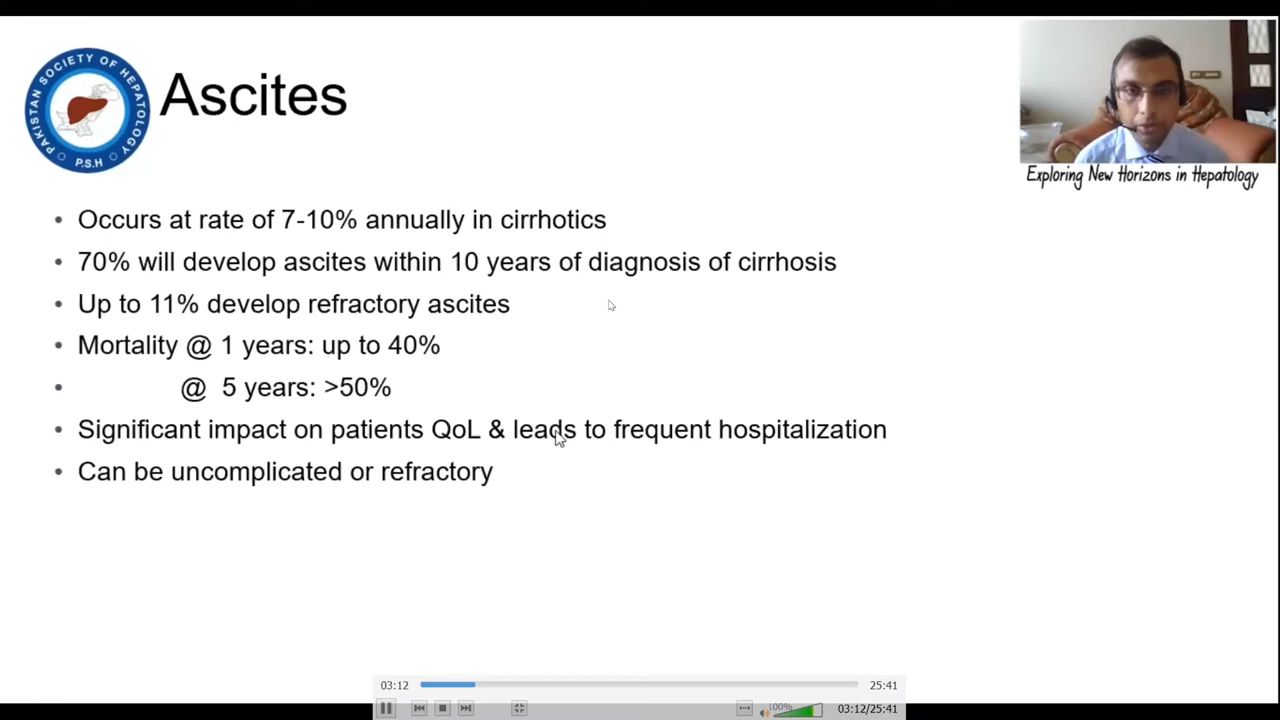 PAKISTAN SOCIETY OF HEPATOLOGY
P.S.H
Ascites
Exploring New Horizons in Hepatology
• Occurs at rate of 7-10% annually in cirrhotics
• 70% will develop ascites within 10 years of diagnosis of cirrhosis
• Up to 11% develop refractory ascites
• Mortality @ 1 years: up to 40%
• @ 5 years: >50%
• Significant impact on patients QoL & leads to frequent hospitalization
• Can be uncomplicated or refractory
03:12 25:41
100% 03:12/25:41